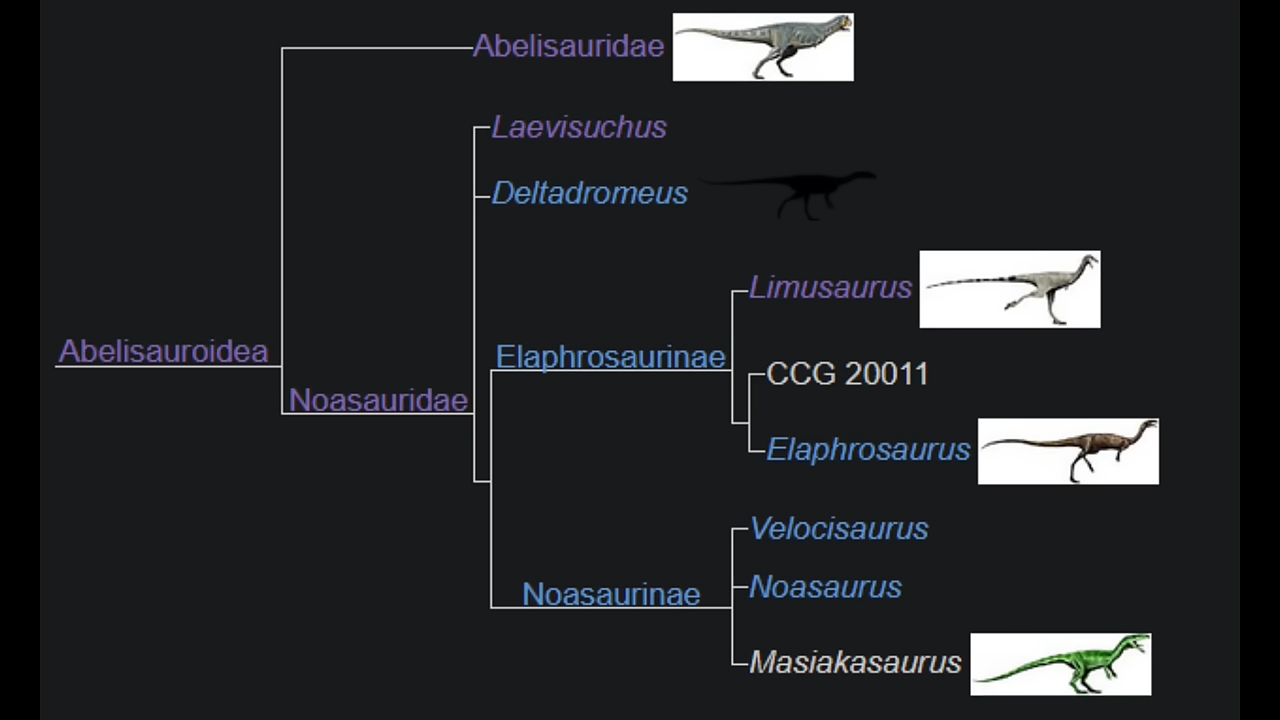 Abelisauridae
Laevisuchus
Deltadromeus
Limusaurus
Abelisauroidea
Elaphrosaurinae
CCG 20011
Noasauridae
Elaphrosaurus
Velocisaurus
Noasaurus
Noasaurinae
Masiakasaurus